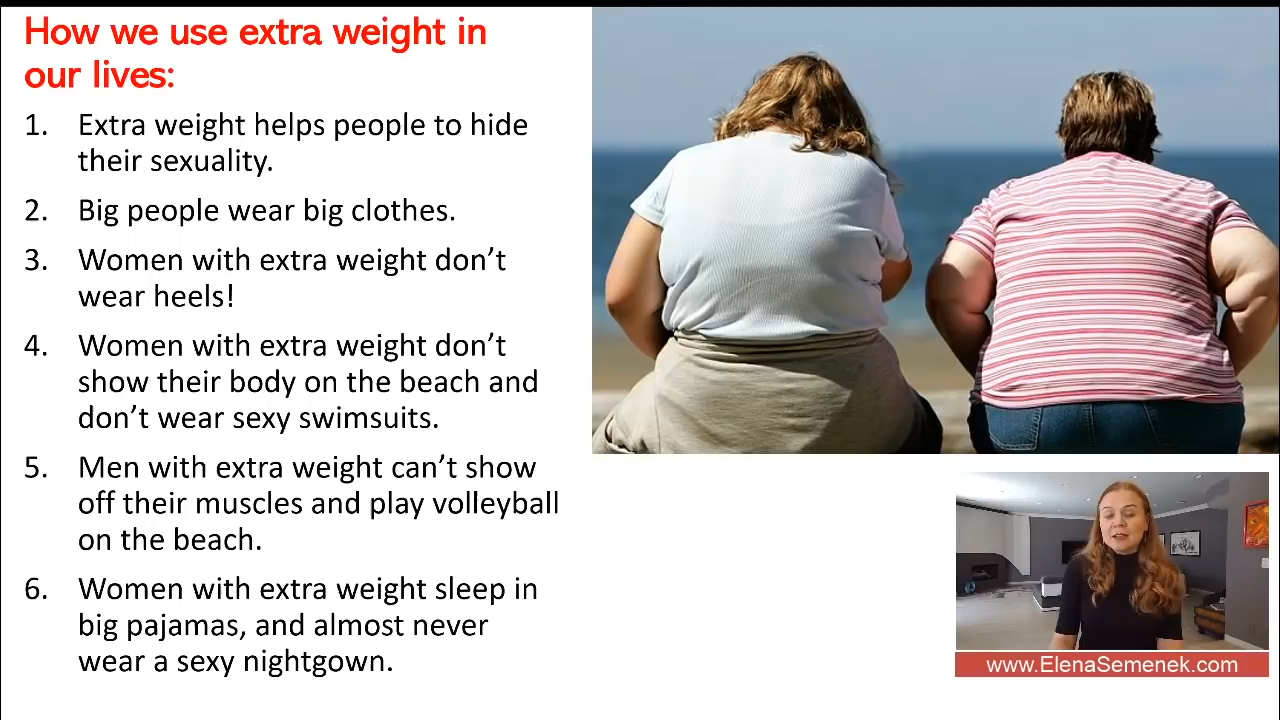 How we use extra weight in
our lives:
1. Extra weight helps people to hide
their sexuality.
2. Big people wear big clothes.
3. Women with extra weight don’t
wear heels!
4. Women with extra weight don’t
show their body on the beach and
don’t wear sexy swimsuits.
5. Men with extra weight can’t show
off their muscles and play volleyball
on the beach.
6. Women with extra weight sleep in
big pajamas, and almost never
wear a sexy nightgown.
www.ElenaSemenek.com